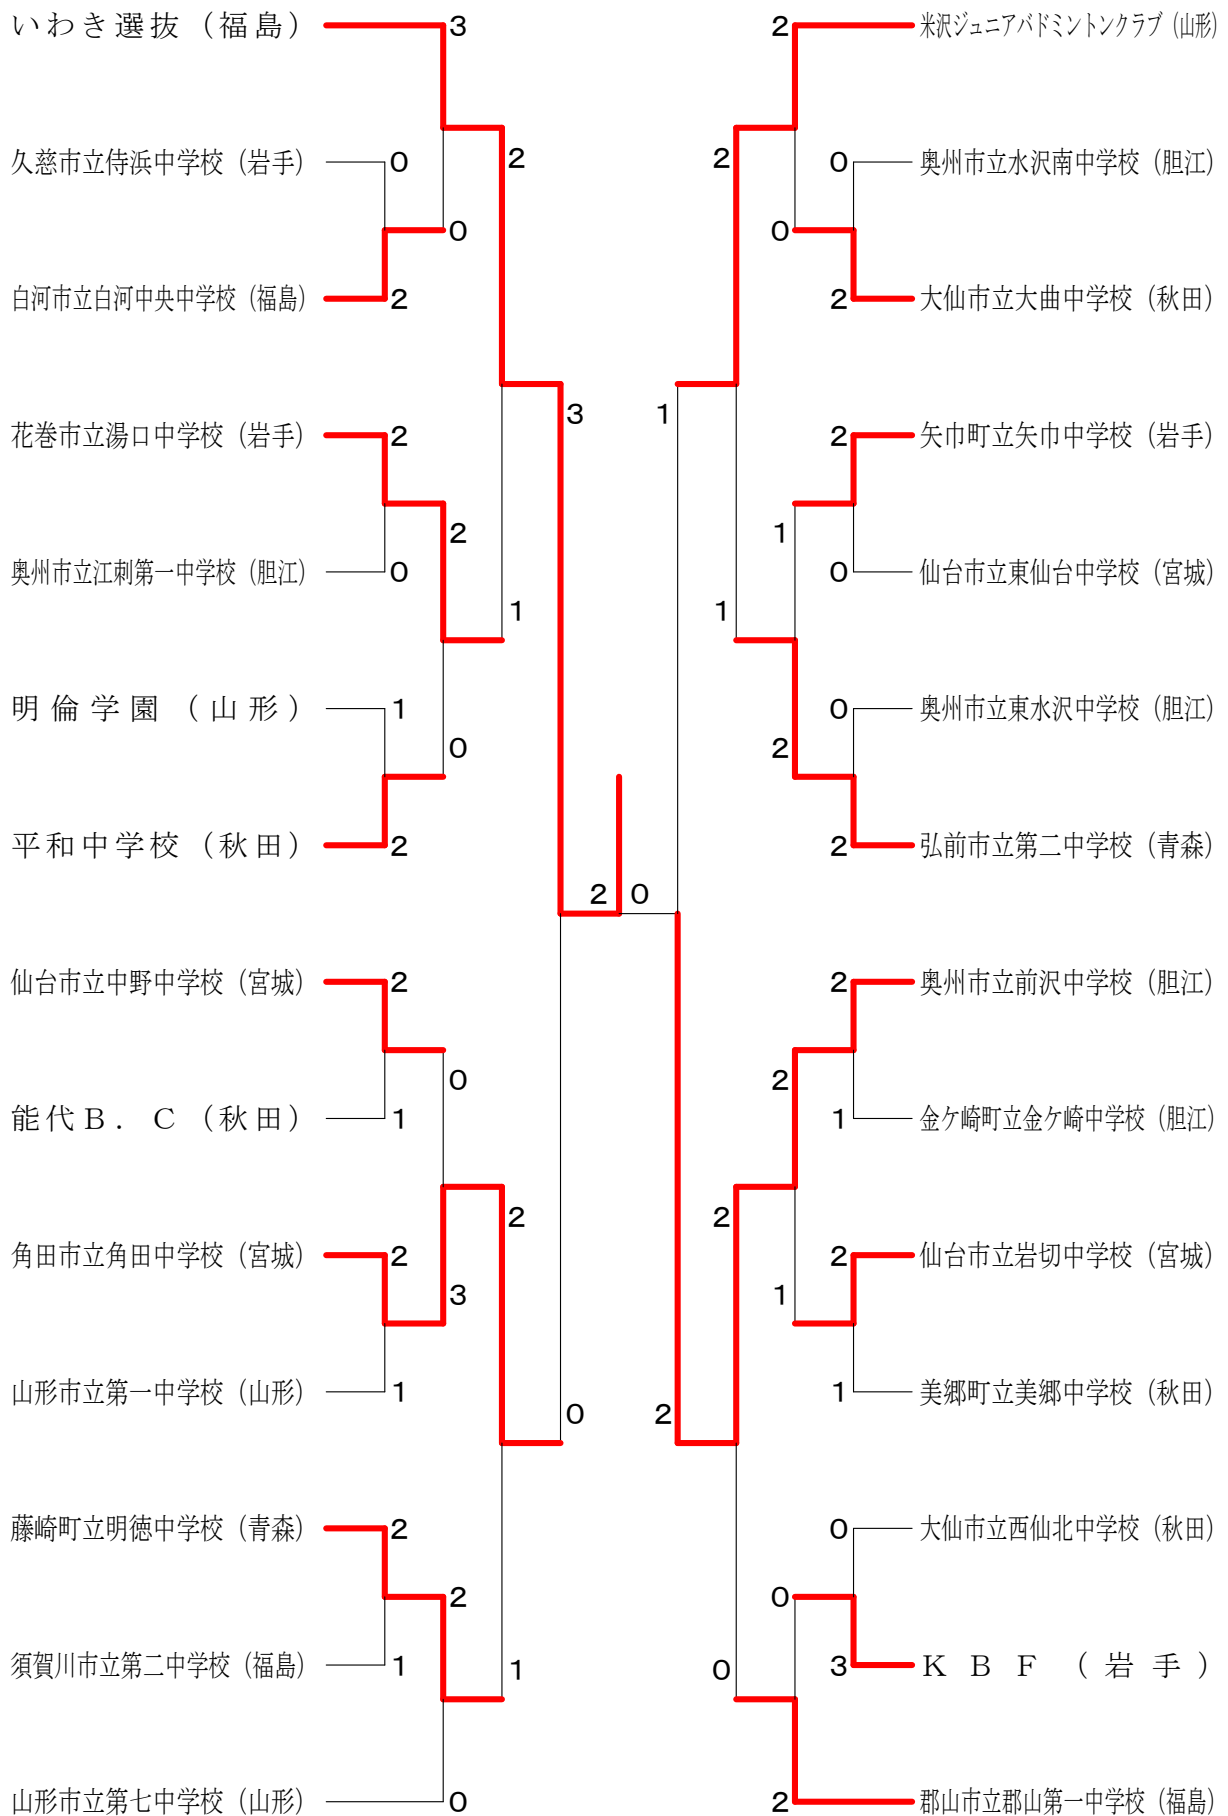 いわき選抜（福島）
3
久慈市立侍浜中学校（岩手）
0
2
0
白河市立白河中央中学校（福島）
2
花巻市立湯口中学校（岩手）
2
3
2
奥州市立江刺第一中学校（胆江）
0
1
明倫学園（山形）
1
0
平和中学校（秋田）
2
2 0
仙台市立中野中学校（宮城）
2
0
能代Ｂ．Ｃ（秋田）
1
2
角田市立角田中学校（宮城）
2
3
山形市立第一中学校（山形）
1
0
藤崎町立明徳中学校（青森）
2
2
須賀川市立第二中学校（福島）
1
1
山形市立第七中学校（山形）
0
2
米沢ジュニアバドミントンクラブ（山形）
2
0
奥州市立水沢南中学校（胆江）
0
2
大仙市立大曲中学校（秋田）
1
2
矢巾町立矢巾中学校（岩手）
1
0
仙台市立東仙台中学校（宮城）
1
0
奥州市立東水沢中学校（胆江）
2
2
弘前市立第二中学校（青森）
2
奥州市立前沢中学校（胆江）
2
1
金ケ崎町立金ケ崎中学校（胆江）
2
2
仙台市立岩切中学校（宮城）
1
1
美郷町立美郷中学校（秋田）
2
0
大仙市立西仙北中学校（秋田）
0
0
3
ＫＢＦ（岩手）
2
郡山市立郡山第一中学校（福島）